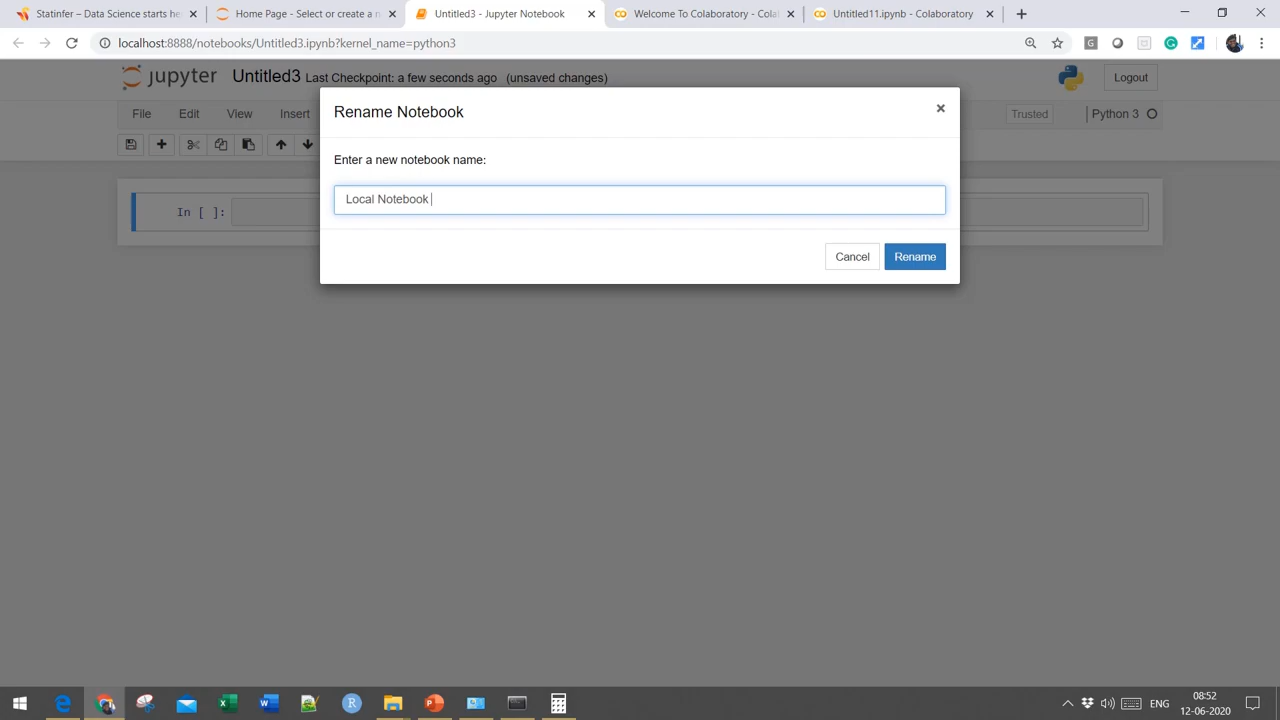 Statinfer – Data Science starts he
Home Page - Select or create a n
Untitled3 - Jupyter Notebook
Welcome To Colaboratory - Colab
Untitled11.ipynb - Colaboratory
localhost:8888/notebooks/Untitled3.ipynb?kernel_name=python3
jupyter Untitled3 Last Checkpoint: a few seconds ago (unsaved changes)
Logout
File Edit View Insert
Trusted
Python 3
Rename Notebook
Enter a new notebook name:
Local Notebook
Cancel
Rename
In [ ]:
ENG
08:52
12-06-2020